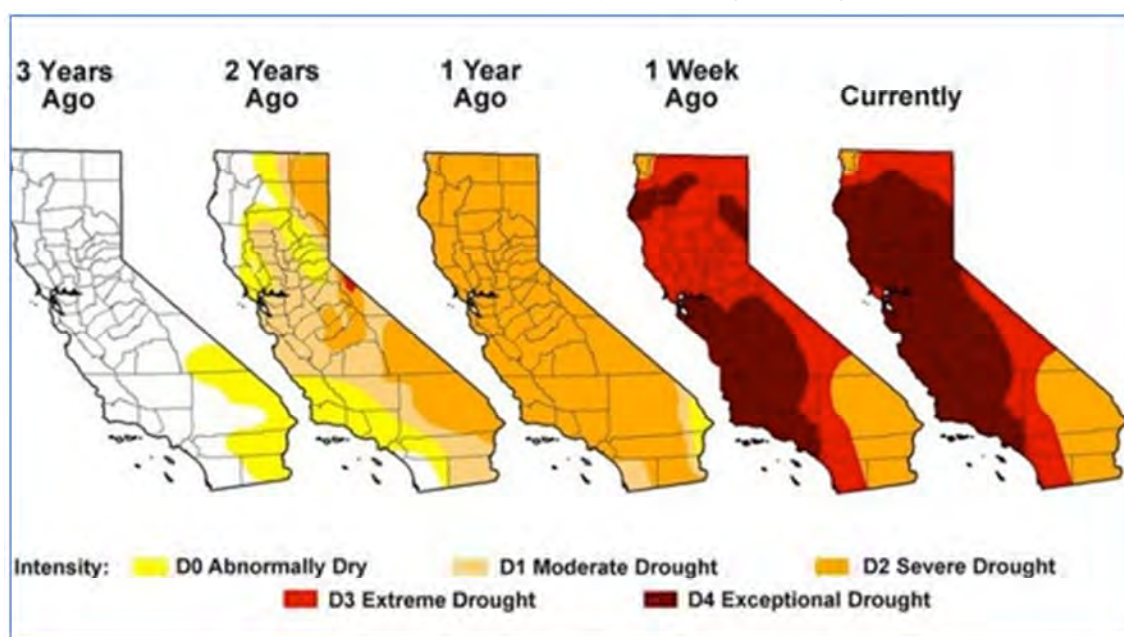 3 Years
Ago
2 Years
Ago
1 Year
Ago
1 Week
Ago
Currently
Intensity: D0 Abnormally Dry D1 Moderate Drought D2 Severe Drought
D3 Extreme Drought D4 Exceptional Drought